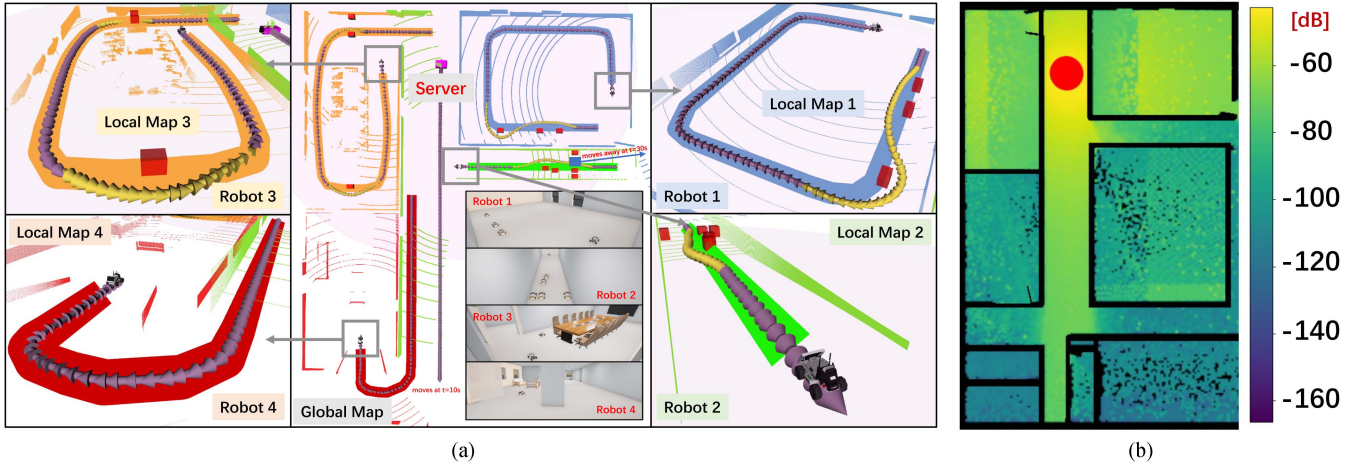 Local Map 3
Robot 3
Local Map 4
Robot 4
Server
moves away at t=30s
Robot 1
Robot 2
Robot 3
Robot 4
moves at t=10s
Global Map
Local Map 1
Robot 1
Local Map 2
Robot 2
(a)
[dB]
-60
-80
-100
-120
-140
-160
(b)